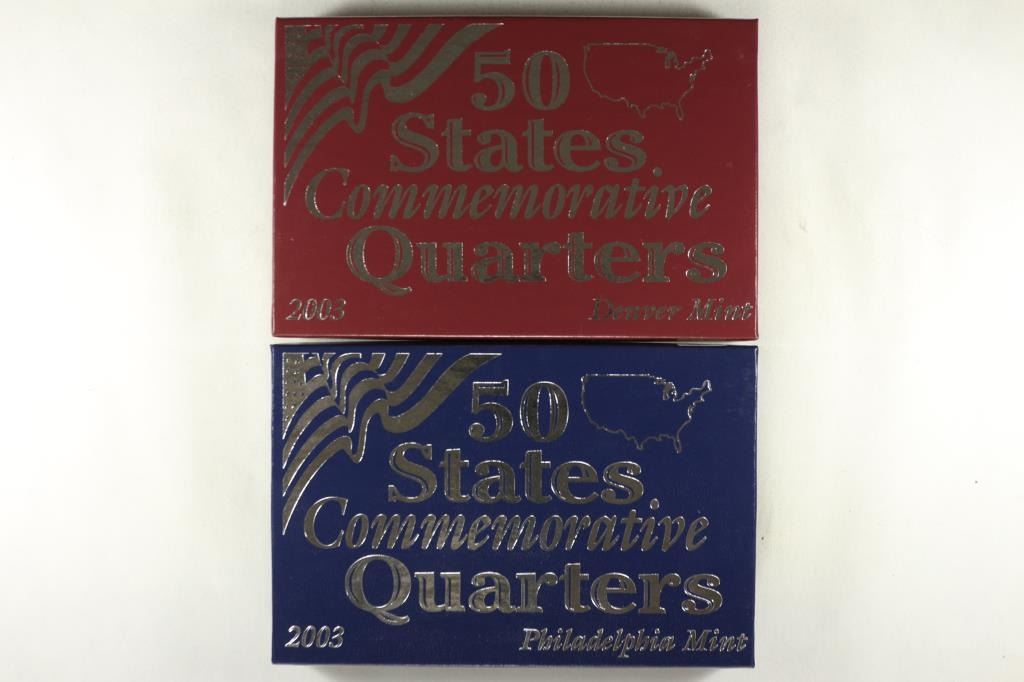 50
States
Commemorative
Quarters
2003 Denver Mint
50
States
Commemorative
Quarters
2003 Philadelphia Mint